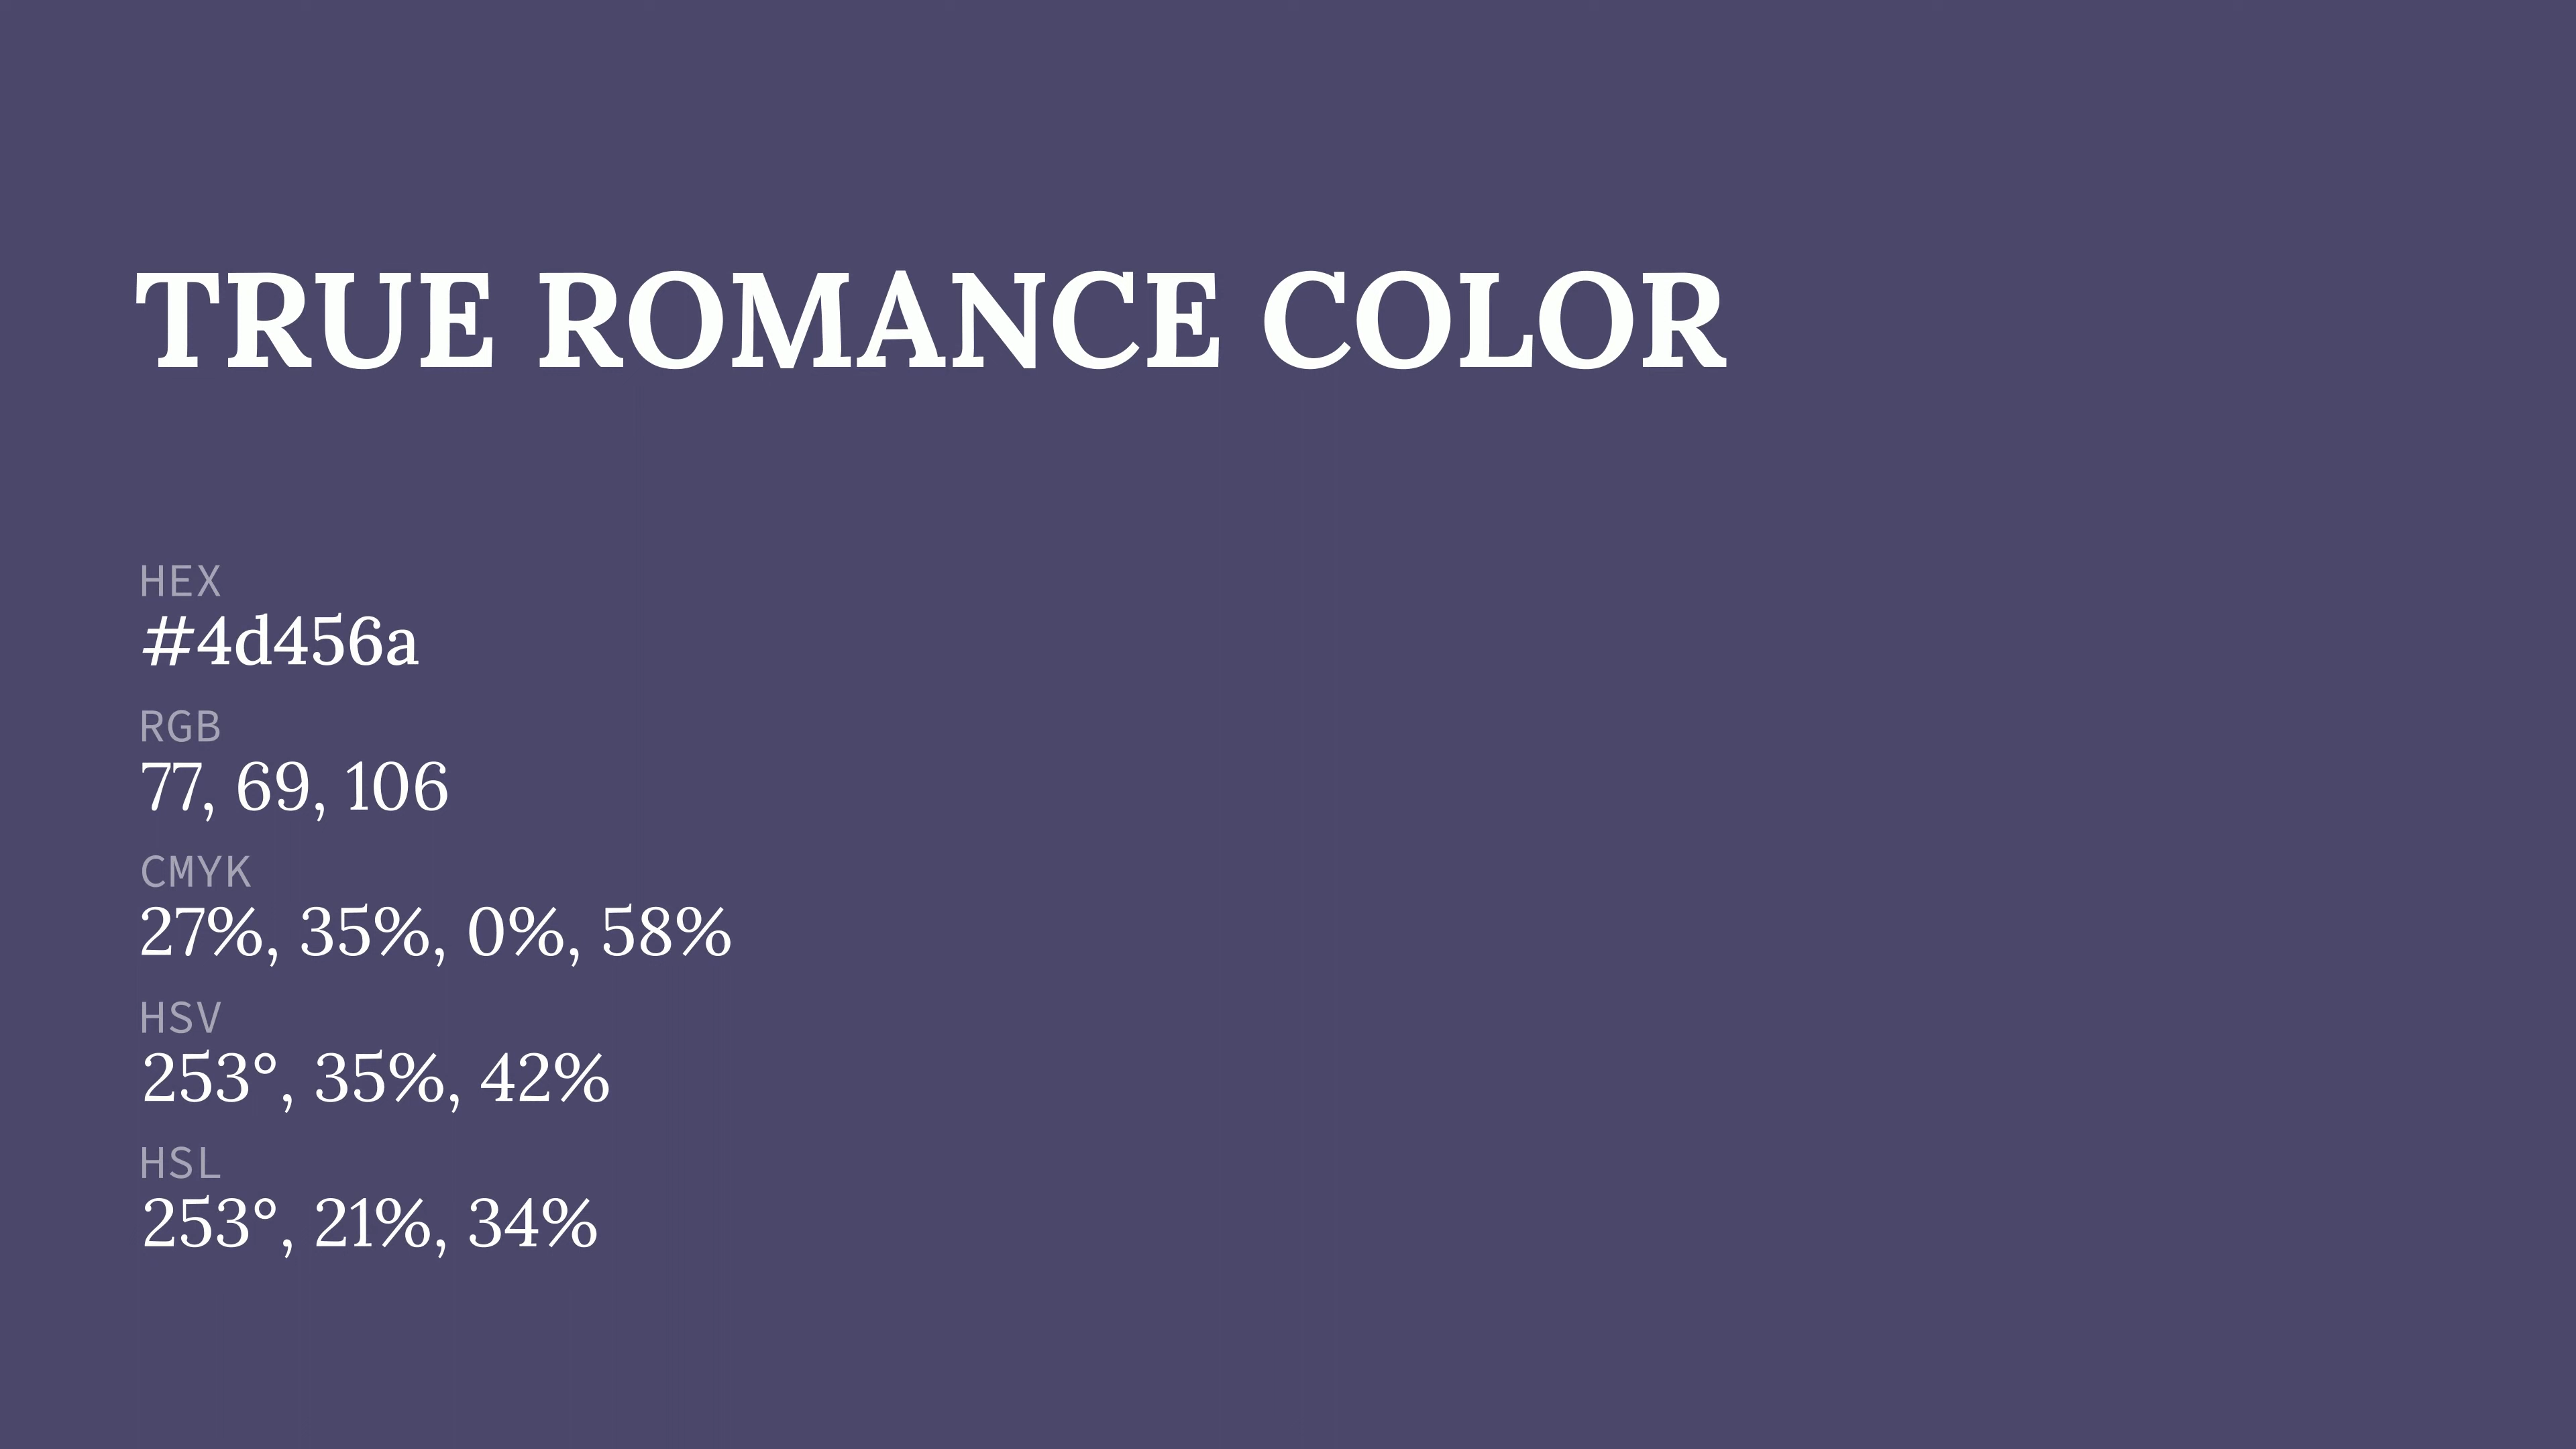 TRUE ROMANCE COLOR
HEX
#4d456a
RGB
77, 69, 106
CMYK
27%, 35%, 0%, 58%
HSV
253°, 35%, 42%
HSL
253°, 21%, 34%